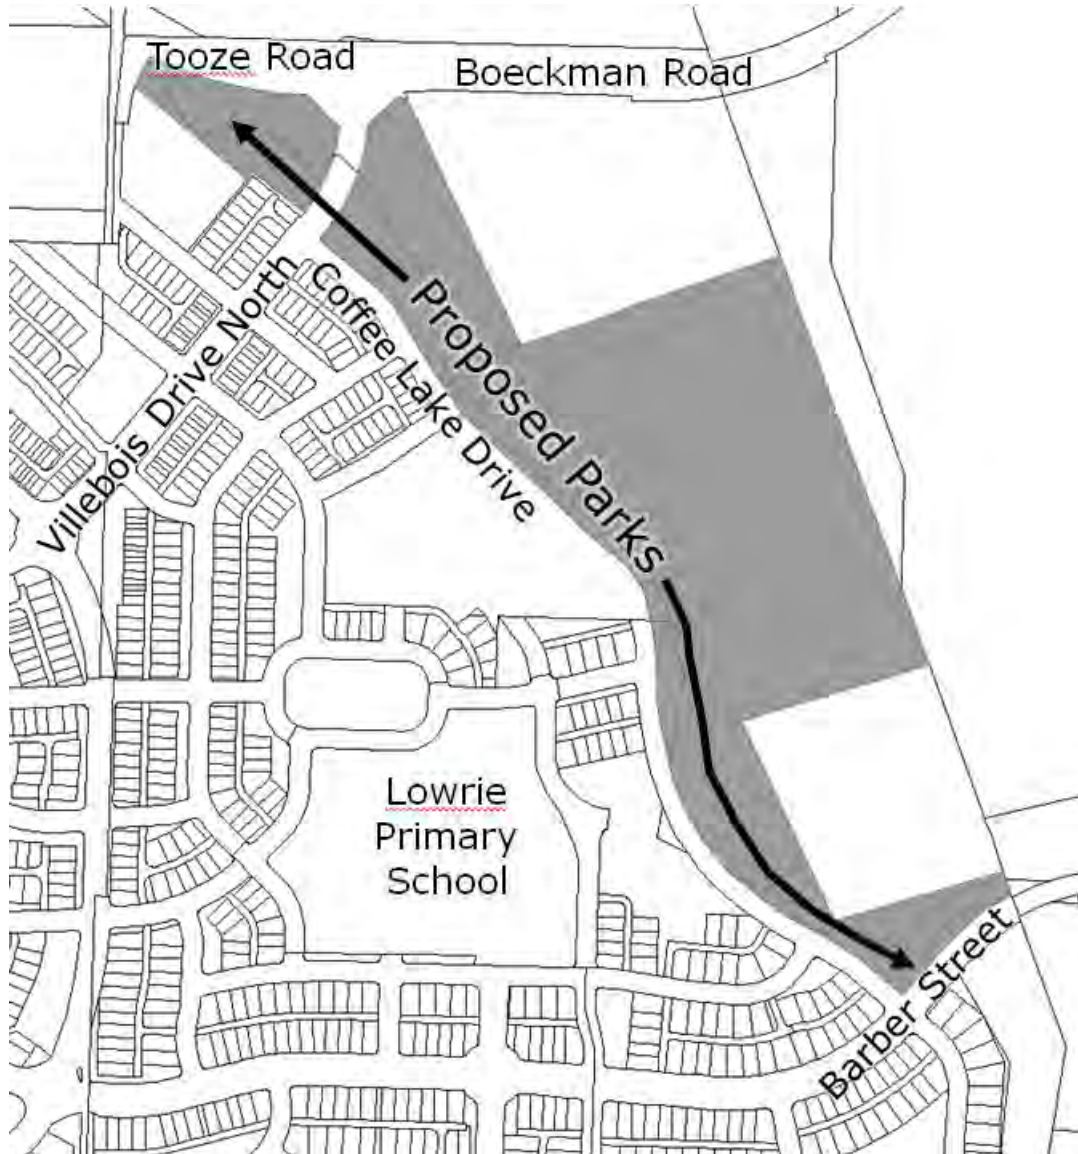 Tooze Road
Boeckman Road
Villebois Drive North
Coffee Lake Drive
Proposed Parks
Lowrie
Primary
School
Barber Street